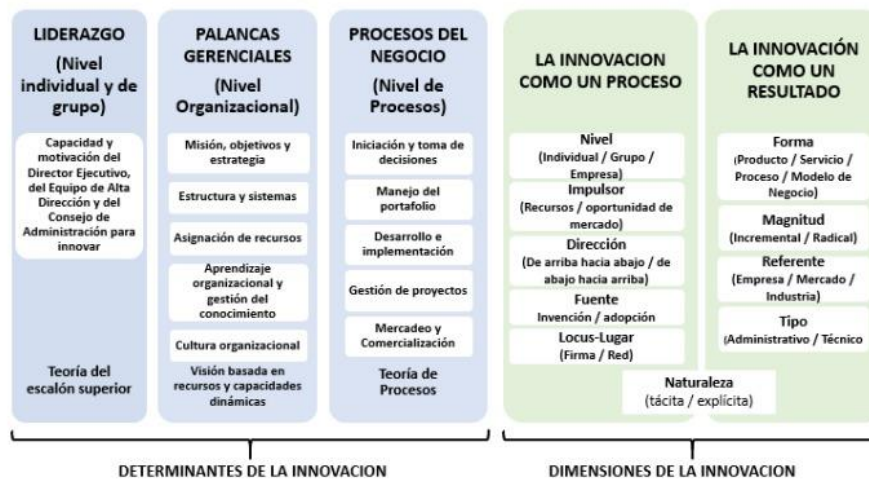 LIDERAZGO
(Nivel
individual y de
grupo)
Capacidad y
motivación del
Director Ejecutivo,
del Equipo de Alta
Dirección y del
Consejo de
Administración para
innovar
Teoría del
escalón superior
PALANCAS
GERENCIALES
(Nivel
Organizacional)
Misión, objetivos y
estrategia
Estructura y sistemas
Asignación de recursos
Aprendizaje
organizacional y
gestión del
conocimiento
Cultura organizacional
Visión basada en
recursos y capacidades
dinámicas
PROCESOS DEL
NEGOCIO
(Nivel de
Procesos)
Iniciación y toma de
decisiones
Manejo del
portafolio
Desarrollo e
implementación
Gestión de proyectos
Mercadeo y
Comercialización
Teoría de
Procesos
DETERMINANTES DE LA INNOVACION
LA INNOVACION
COMO UN PROCESO
Nivel
(Individual / Grupo /
Empresa)
Impulsor
(Recursos / oportunidad de
mercado)
Dirección
(De arriba hacia abajo / de
abajo hacia arriba)
Fuente
Invención / adopción
Locus-Lugar
(Firma / Red)
LA INNOVACIÓN
COMO UN
RESULTADO
Forma
(Producto / Servicio /
Proceso / Modelo de
Negocio)
Magnitud
(Incremental / Radical)
Referente
(Empresa / Mercado /
Industria)
Tipo
(Administrativo / Técnico
Naturaleza
(tácita / explícita)
DIMENSIONES DE LA INNOVACION